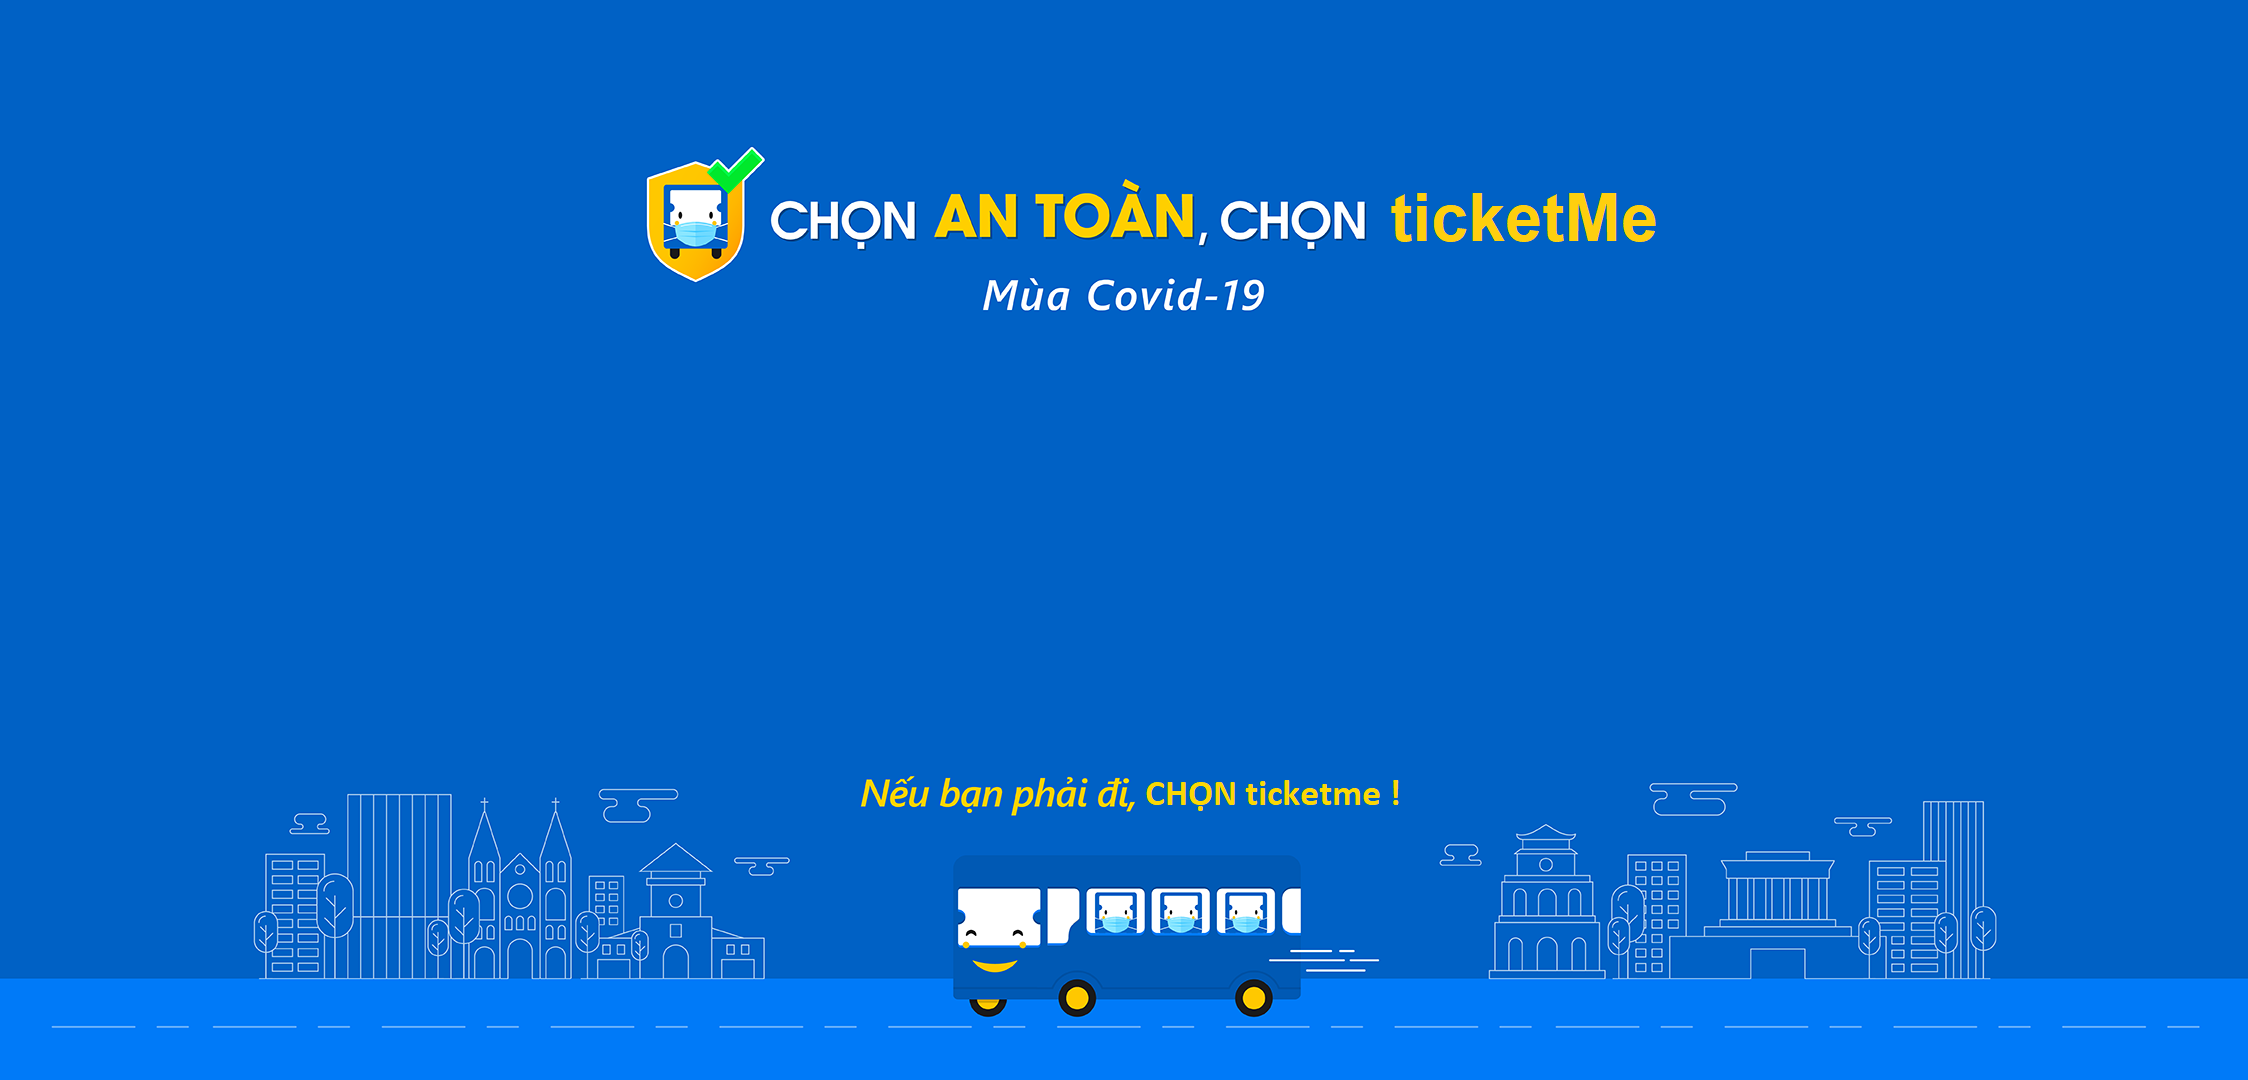 CHỌN AN TOÀN, CHỌN ticketMe
Mùa Covid-19
Nếu bạn phải đi, CHỌN ticketme !